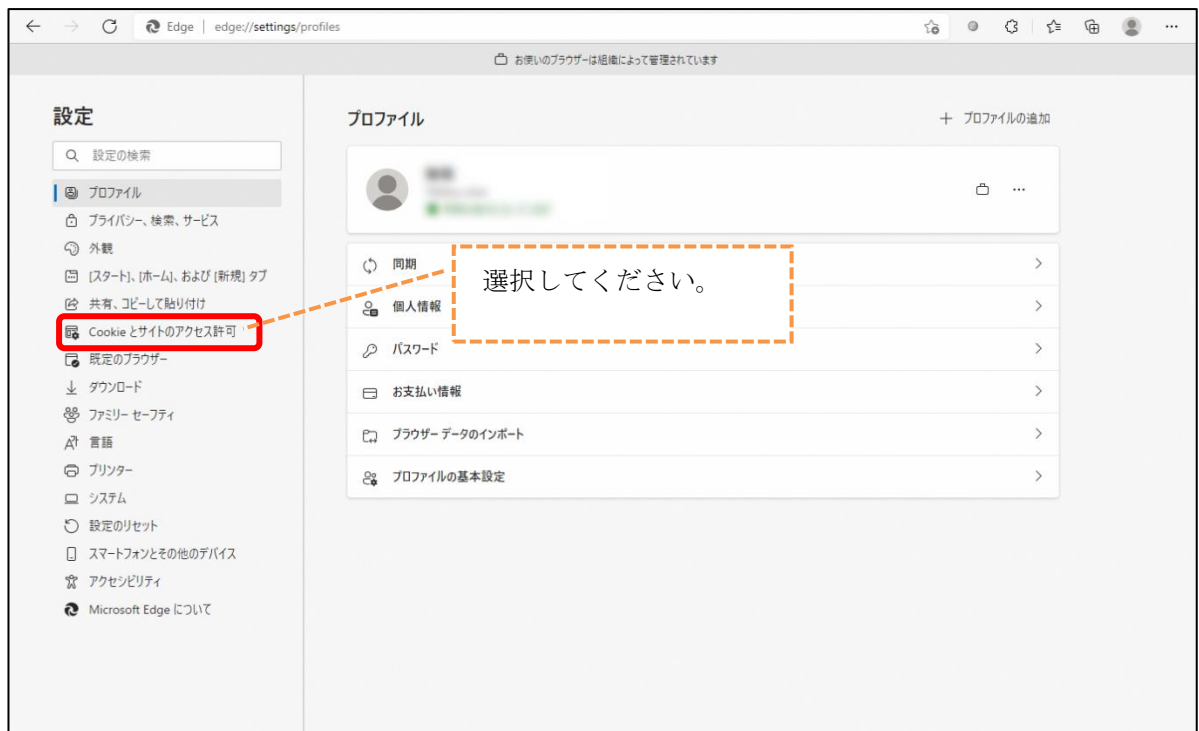 Edge | edge://settings/profiles
お使いのブラウザーは組織によって管理されています
設定
設定の検索
プロファイル
プライバシー、検索、サービス
外観
[スタート]、[ホーム]、および [新規] タブ
共有、コピーして貼り付け
Cookie とサイトのアクセス許可
既定のブラウザー
ダウンロード
ファミリー セーフティ
言語
プリンター
システム
設定のリセット
スマートフォンとその他のデバイス
アクセシビリティ
Microsoft Edge について
プロファイル
プロファイルの追加
同期
選択してください。
個人情報
パスワード
お支払い情報
ブラウザー データのインポート
プロファイルの基本設定